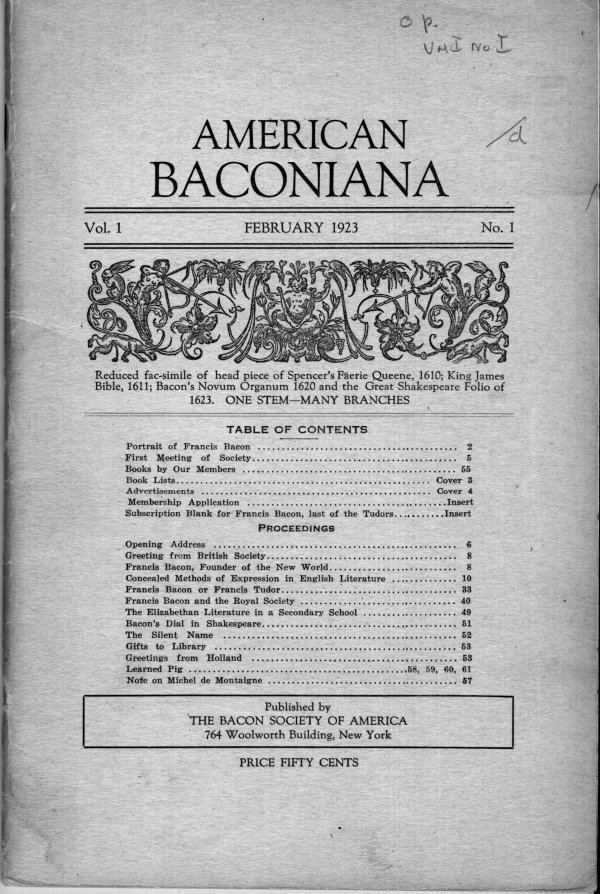 O p.
Vol I No I
AMERICAN
/d
BACONIANA
Vol. 1 FEBRUARY 1923 No. 1
Reduced fac-simile of head piece of Spencer's Faerie Queene, 1610; King James
Bible, 1611; Bacon's Novum Organum 1620 and the Great Shakespeare Folio of
1623. ONE STEM—MANY BRANCHES
TABLE OF CONTENTS
Portrait of Francis Bacon ........................................ 2
First Meeting of Society........................................ 5
Books by Our Members ........................................ 55
Book Lists........................................ Cover 3
Advertisements ........................................ Cover 4
Membership Application ........................................Insert
Subscription Blank for Francis Bacon, last of the Tudors............Insert
PROCEEDINGS
Opening Address ........................................ 6
Greeting from British Society........................................ 8
Francis Bacon, Founder of the New World........................... 8
Concealed Methods of Expression in English Literature .............. 10
Francis Bacon or Francis Tudor........................................ 33
Francis Bacon and the Royal Society ................................. 40
The Elizabethan Literature in a Secondary School .................... 49
Bacon's Dial in Shakespeare........................................ 51
The Silent Name ........................................ 52
Gifts to Library ........................................ 53
Greetings from Holland ........................................ 53
Learned Pig ........................................58, 59, 60, 61
Note on Michel de Montaigne ........................................ 57
Published by
THE BACON SOCIETY OF AMERICA
764 Woolworth Building, New York
PRICE FIFTY CENTS